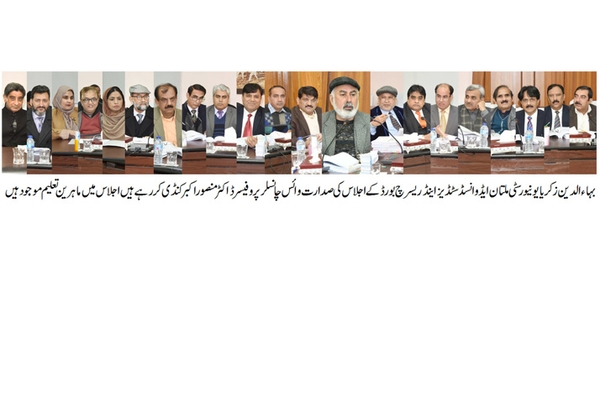 بہاءالدین زکریا یونیورسٹی ملتان ایڈوانسڈ سٹڈیز اینڈ ریسرچ بورڈ کے اجلاس کی صدارت وائس چانسلر پروفیسر ڈاکٹر منصور اکبر کنڈی کر رہے ہیں اجلاس میں ماہرین تعلیم موجود ہیں